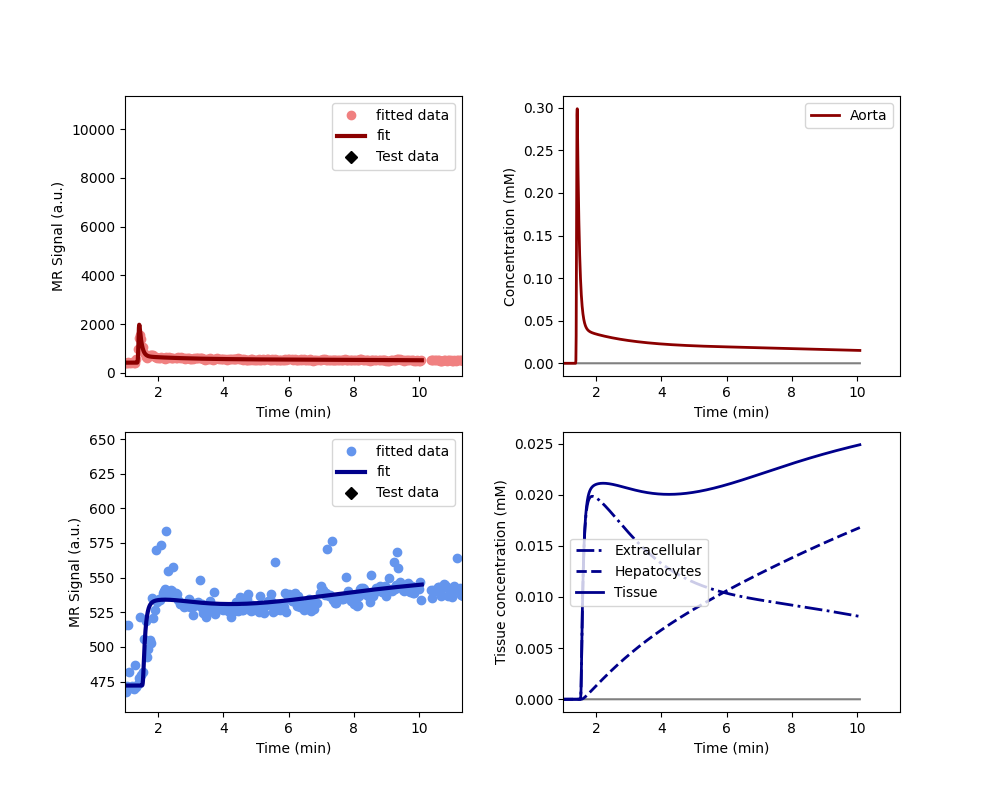 10000
8000
6000
4000
2000
0
MR Signal (a.u.)
fitted data
fit
Test data
2 4 6 8 10
Time (min)
0.30
0.25
0.20
0.15
0.10
0.05
0.00
Concentration (mM)
Aorta
2 4 6 8 10
Time (min)
650
625
600
575
550
525
500
475
MR Signal (a.u.)
fitted data
fit
Test data
2 4 6 8 10
Time (min)
0.025
0.020
0.015
0.010
0.005
0.000
Tissue concentration (mM)
Extracellular
Hepatocytes
Tissue
2 4 6 8 10
Time (min)